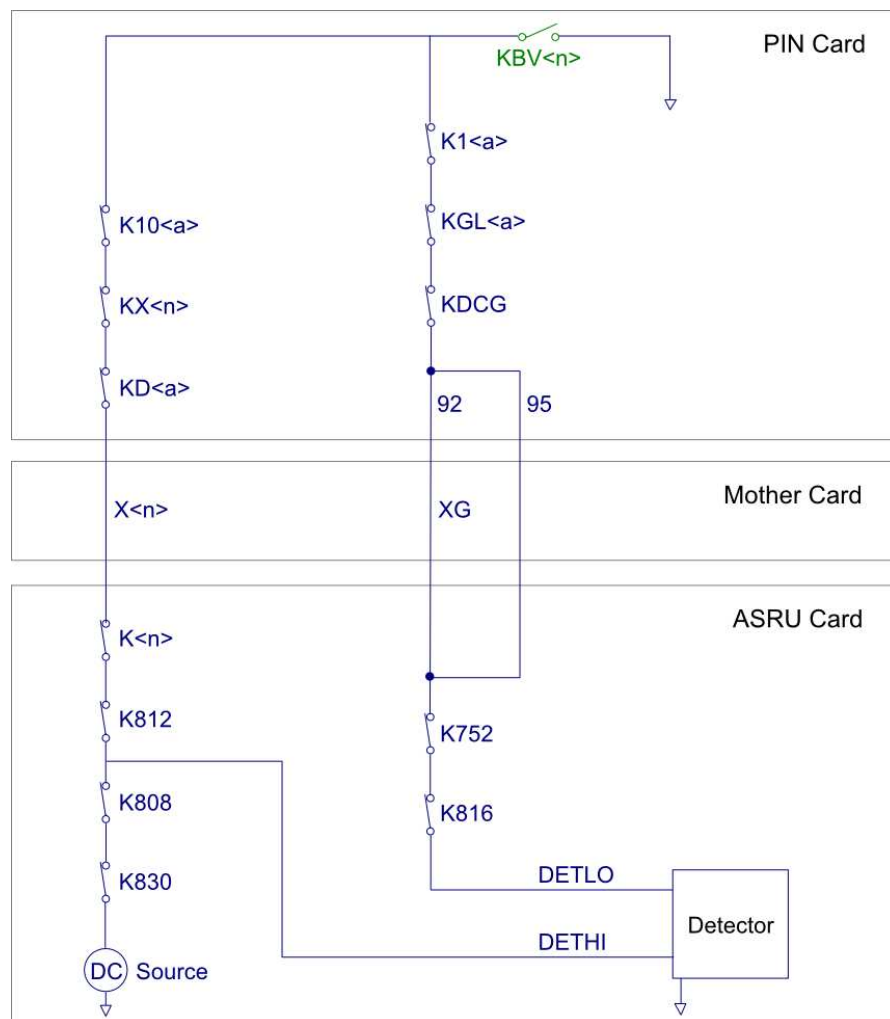 PIN Card
KBV<n>
K1<a>
K10<a>
KGL<a>
KX<n>
KDCG
KD<a>
92
95
Mother Card
X<n>
XG
ASRU Card
K<n>
K812
K752
K808
K816
K830
DETLO
Detector
DETHI
DC Source